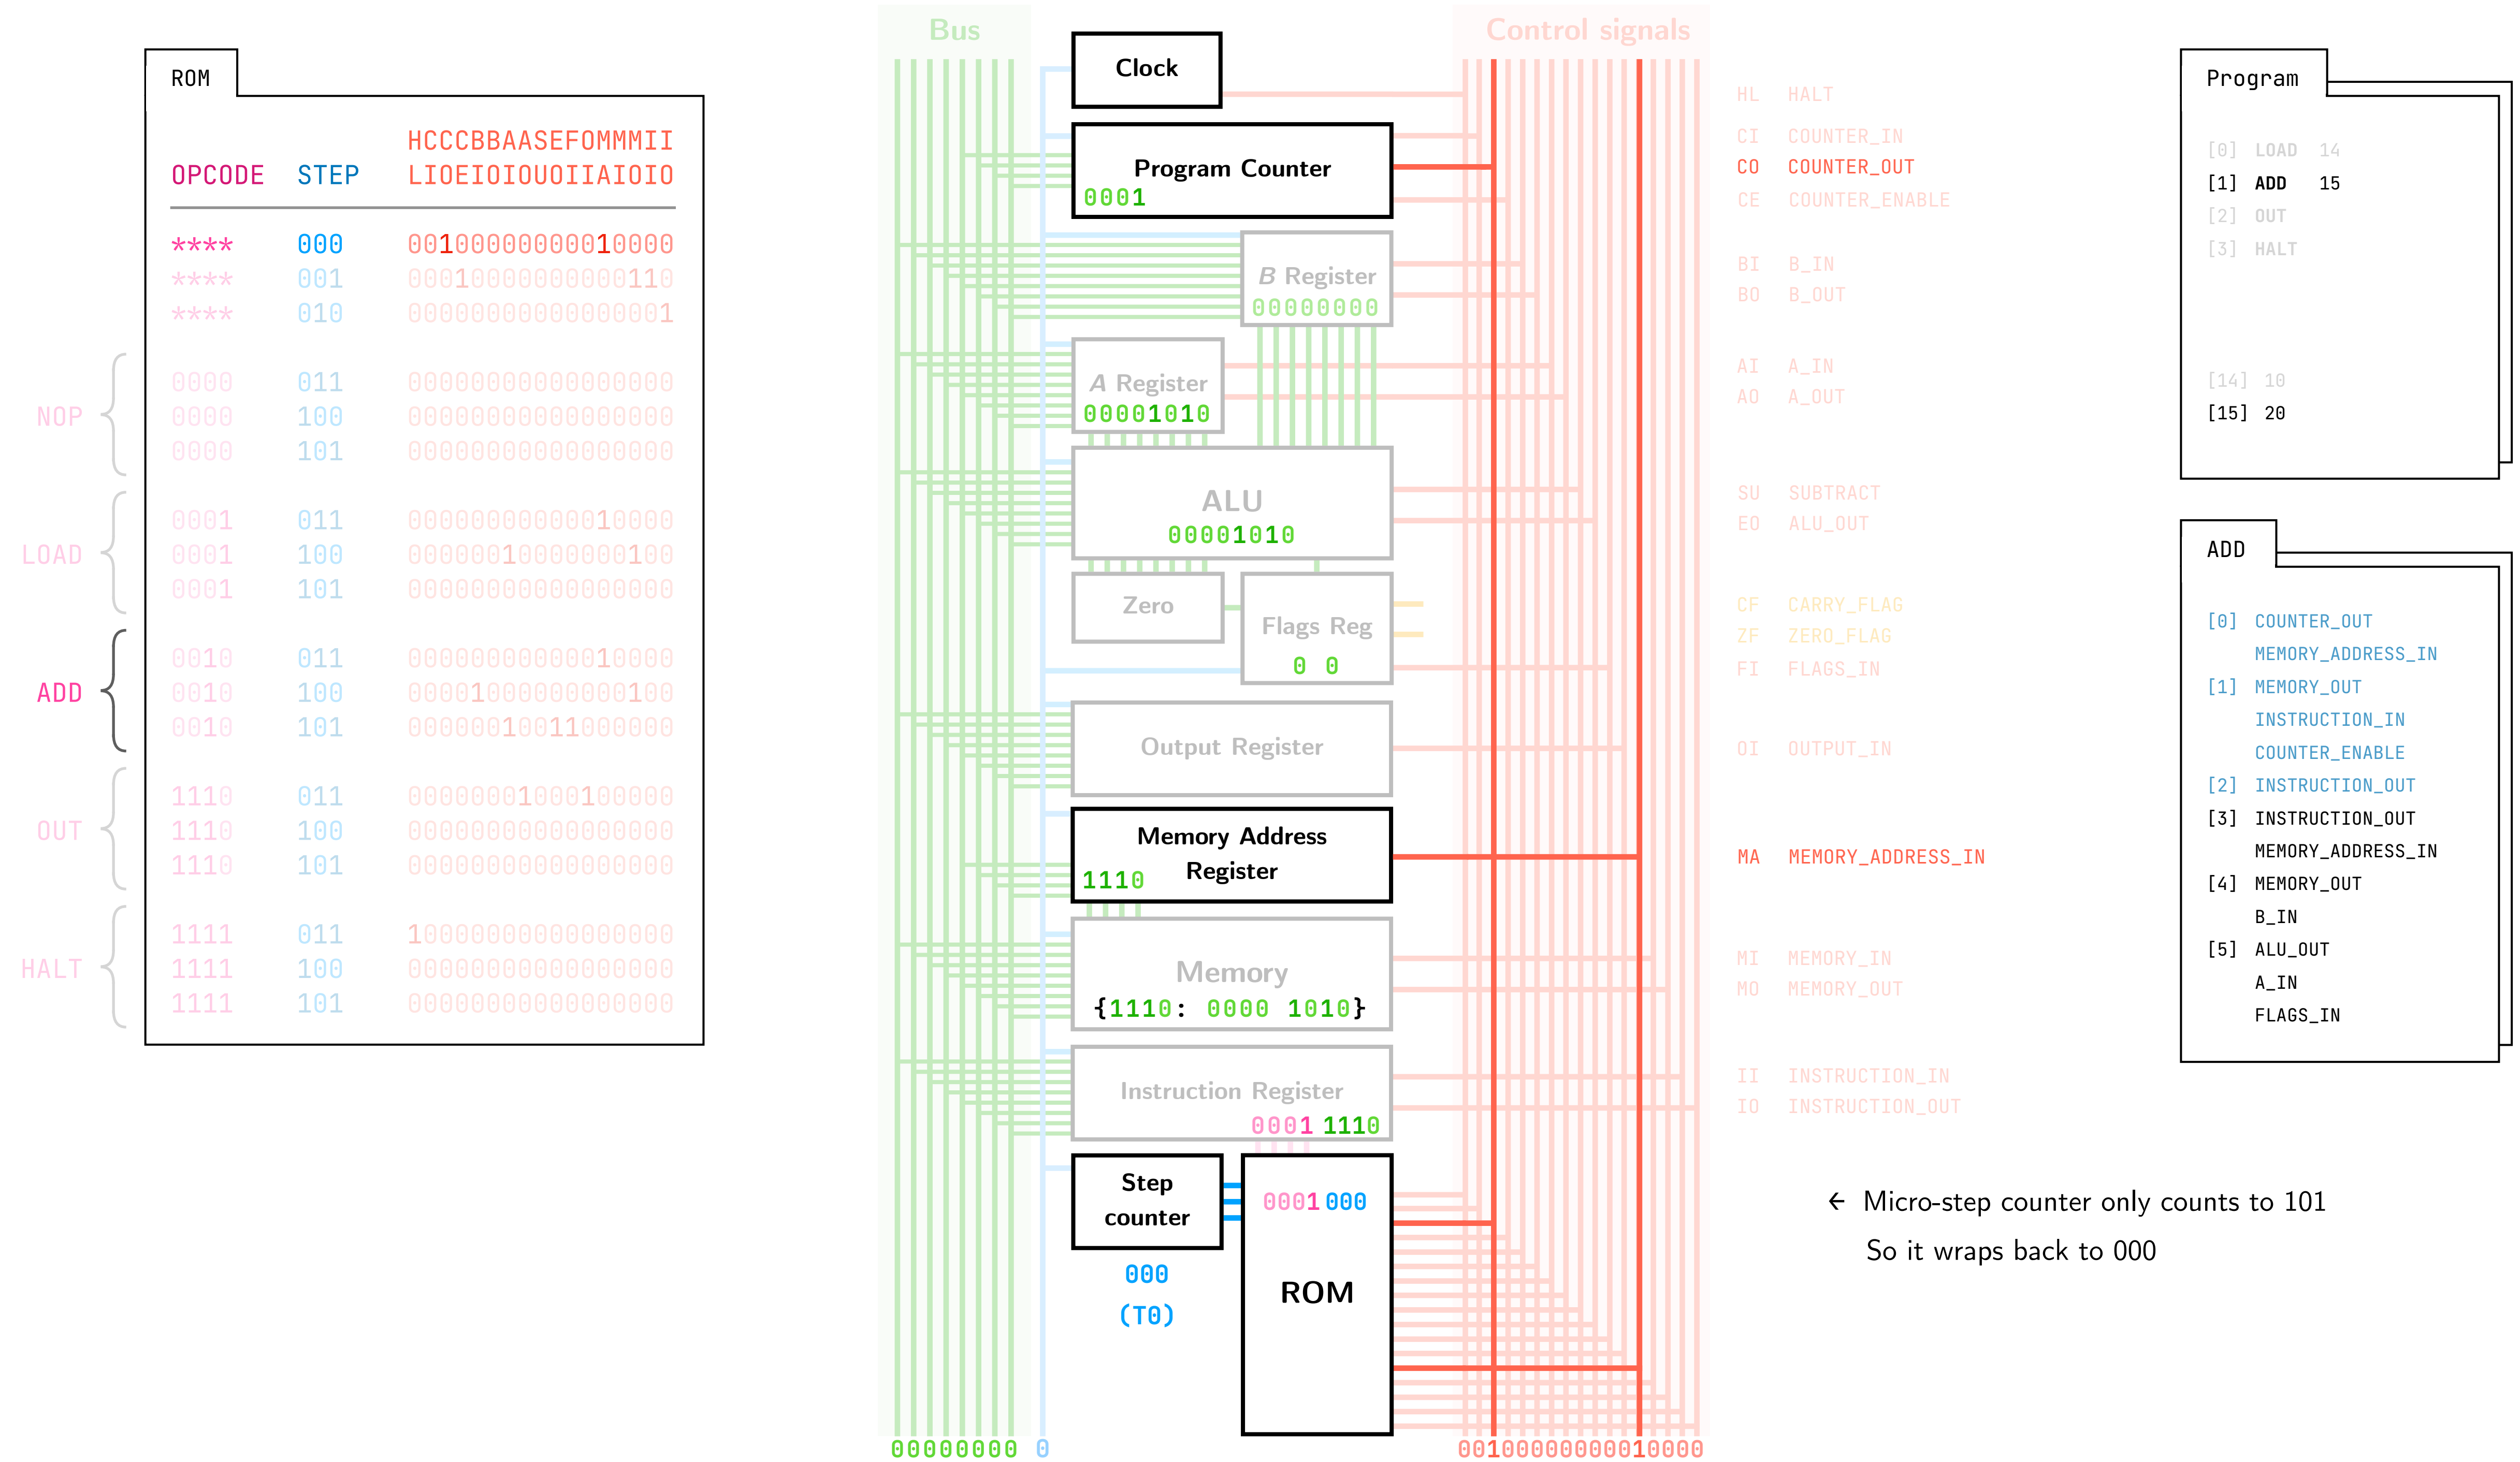 ROM
HCCCBBAASEFOMMMII
OPCODE STEP LIOEIOIOUOIIAIOIO
**** 000 00100000000010000
**** 001 00010000000000110
**** 010 00000000000000001
NOP
0000 011 00000000000000000
0000 100 00000000000000000
0000 101 00000000000000000
LOAD
0001 011 00000000000010000
0001 100 00000010000000100
0001 101 00000000000000000
ADD
0010 011 00000000000010000
0010 100 00001000000000100
0010 101 00000010011000000
OUT
1110 011 00000001000100000
1110 100 00000000000000000
1110 101 00000000000000000
HALT
1111 011 10000000000000000
1111 100 00000000000000000
1111 101 00000000000000000
Bus
Control signals
Clock
Program Counter
0001
B Register
00000000
A Register
00001010
ALU
00001010
Zero
Flags Reg
0 0
Output Register
Memory Address
Register
1110
Memory
{1110: 0000 1010}
Instruction Register
0001 1110
Step
counter
000
(T0)
0001 000
ROM
00000000 0
00100000000010000
HL HALT
CI COUNTER_IN
CO COUNTER_OUT
CE COUNTER_ENABLE
BI B_IN
BO B_OUT
AI A_IN
AO A_OUT
SU SUBTRACT
EO ALU_OUT
CF CARRY_FLAG
ZF ZERO_FLAG
FI FLAGS_IN
OI OUTPUT_IN
MA MEMORY_ADDRESS_IN
MI MEMORY_IN
MO MEMORY_OUT
II INSTRUCTION_IN
IO INSTRUCTION_OUT
← Micro-step counter only counts to 101
So it wraps back to 000
Program
[0] LOAD 14
[1] ADD 15
[2] OUT
[3] HALT
[14] 10
[15] 20
ADD
[0] COUNTER_OUT
MEMORY_ADDRESS_IN
[1] MEMORY_OUT
INSTRUCTION_IN
COUNTER_ENABLE
[2] INSTRUCTION_OUT
[3] INSTRUCTION_OUT
MEMORY_ADDRESS_IN
[4] MEMORY_OUT
B_IN
[5] ALU_OUT
A_IN
FLAGS_IN